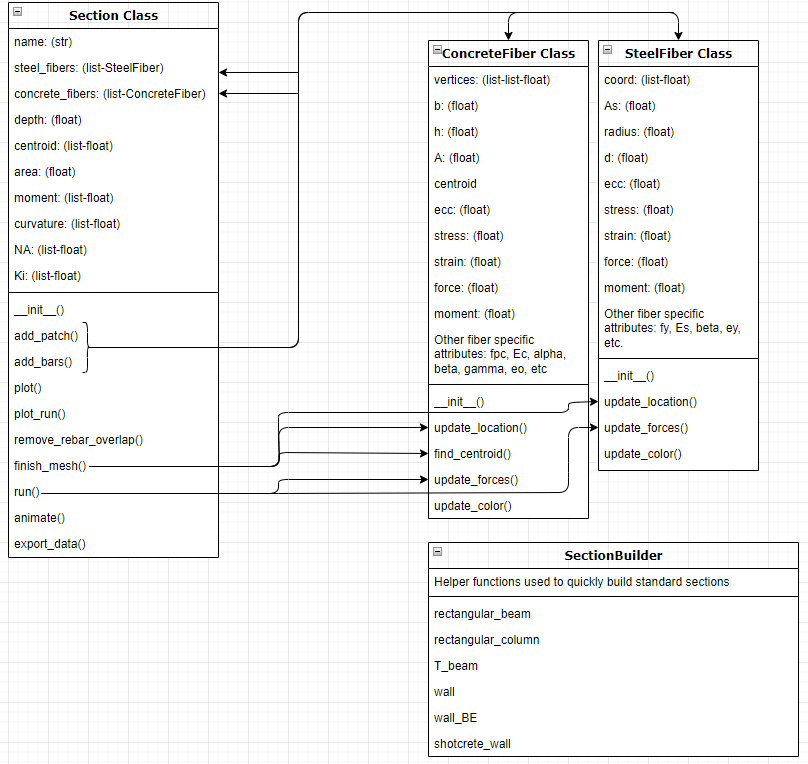 Section Class
name: (str)
steel_fibers: (list-SteelFiber)
concrete_fibers: (list-ConcreteFiber)
depth: (float)
centroid: (list-float)
area: (float)
moment: (list-float)
curvature: (list-float)
NA: (list-float)
Ki: (list-float)
__init__()
add_patch()
add_bars()
plot()
plot_run()
remove_rebar_overlap()
finish_mesh()
run()
animate()
export_data()
ConcreteFiber Class
vertices: (list-list-float)
b: (float)
h: (float)
A: (float)
centroid
ecc: (float)
stress: (float)
strain: (float)
force: (float)
moment: (float)
Other fiber specific
attributes: fpc, Ec, alpha,
beta, gamma, eo, etc
__init__()
update_location()
find_centroid()
update_forces()
update_color()
SteelFiber Class
coord: (list-float)
As: (float)
radius: (float)
d: (float)
ecc: (float)
stress: (float)
strain: (float)
force: (float)
moment: (float)
Other fiber specific
attributes: fy, Es, beta, ey,
etc.
__init__()
update_location()
update_forces()
update_color()
SectionBuilder
Helper functions used to quickly build standard sections
rectangular_beam
rectangular_column
T_beam
wall
wall_BE
shotcrete_wall